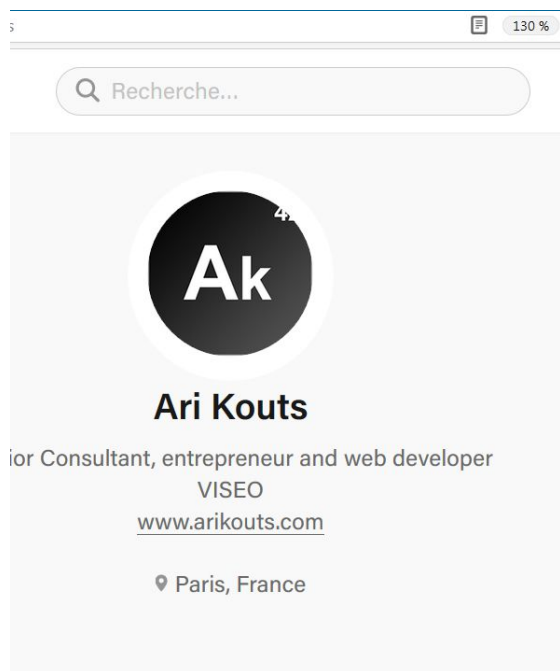 s
130 %
Recherche...
Ak
Ari Kouts
ior Consultant, entrepreneur and web developer
VISEO
www.arikouts.com
Paris, France